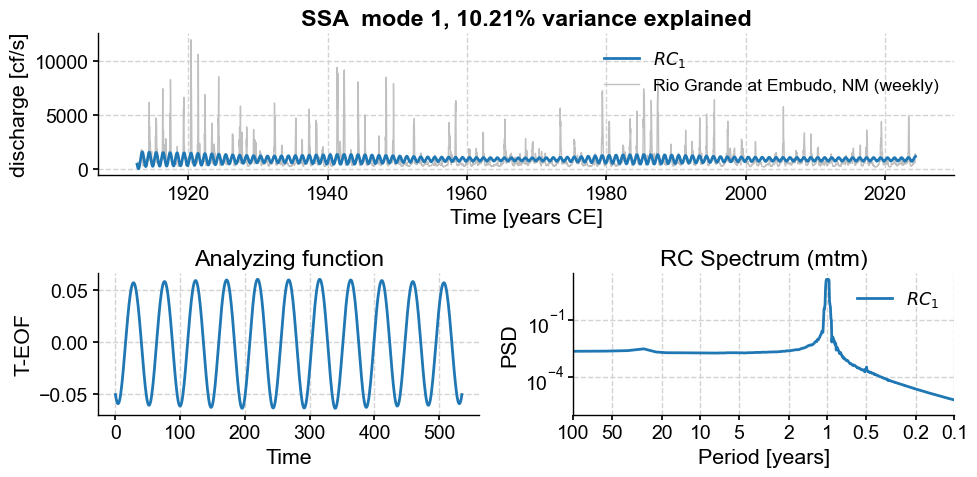 SSA  mode 1, 10.21% variance explained
discharge [cf/s]
10000
5000
0
RC1
Rio Grande at Embudo, NM (weekly)
1920 1940 1960 1980 2000 2020
Time [years CE]
Analyzing function
T-EOF
0.05
0.00
−0.05
0 100 200 300 400 500
Time
RC Spectrum (mtm)
PSD
10−1
10−4
RC1
100 50 20 10 5 2 1 0.5 0.2 0.1
Period [years]